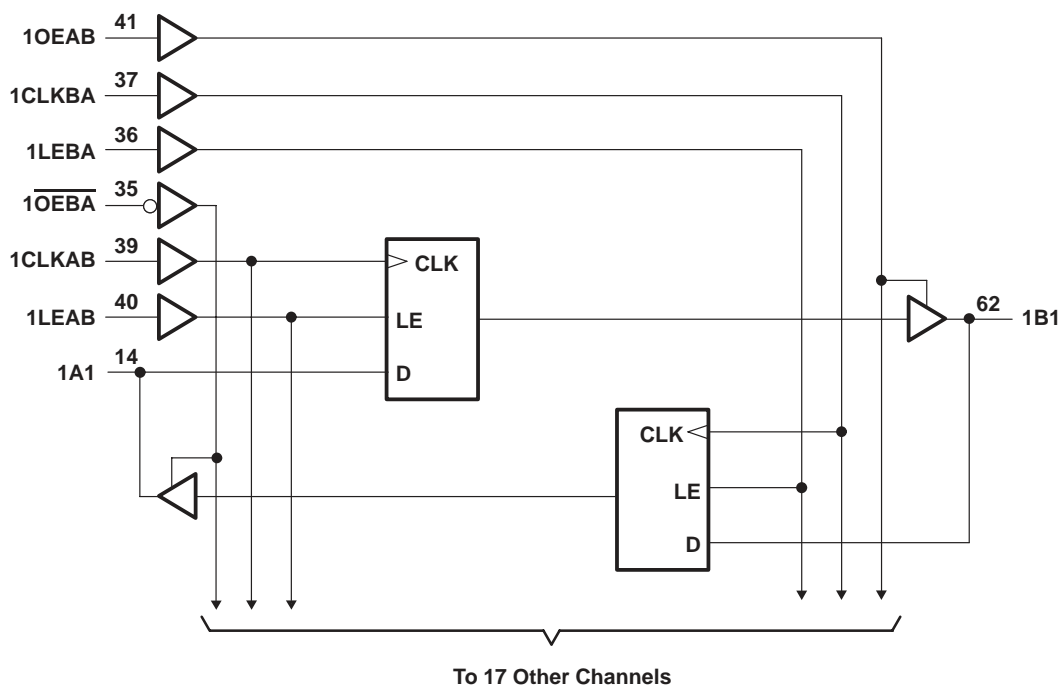 1OEAB 41
1CLKBA 37
1LEBA 36
1O̅E̅B̅A̅ 35
1CLKAB 39
1LEAB 40
1A1 14
CLK
LE
D
62 1B1
CLK
LE
D
To 17 Other Channels